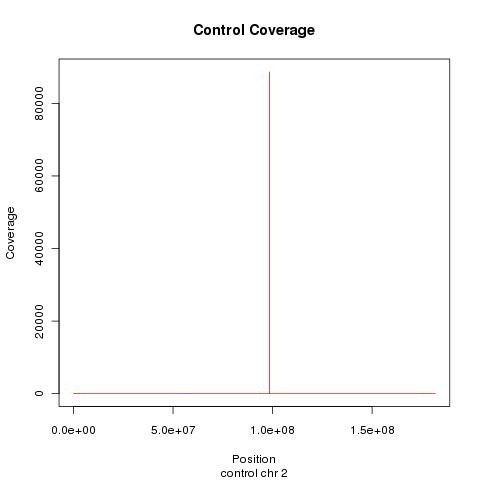 Control Coverage
Coverage
80000
60000
40000
20000
0
0.0e+00 5.0e+07 1.0e+08 1.5e+08
Position
control chr 2